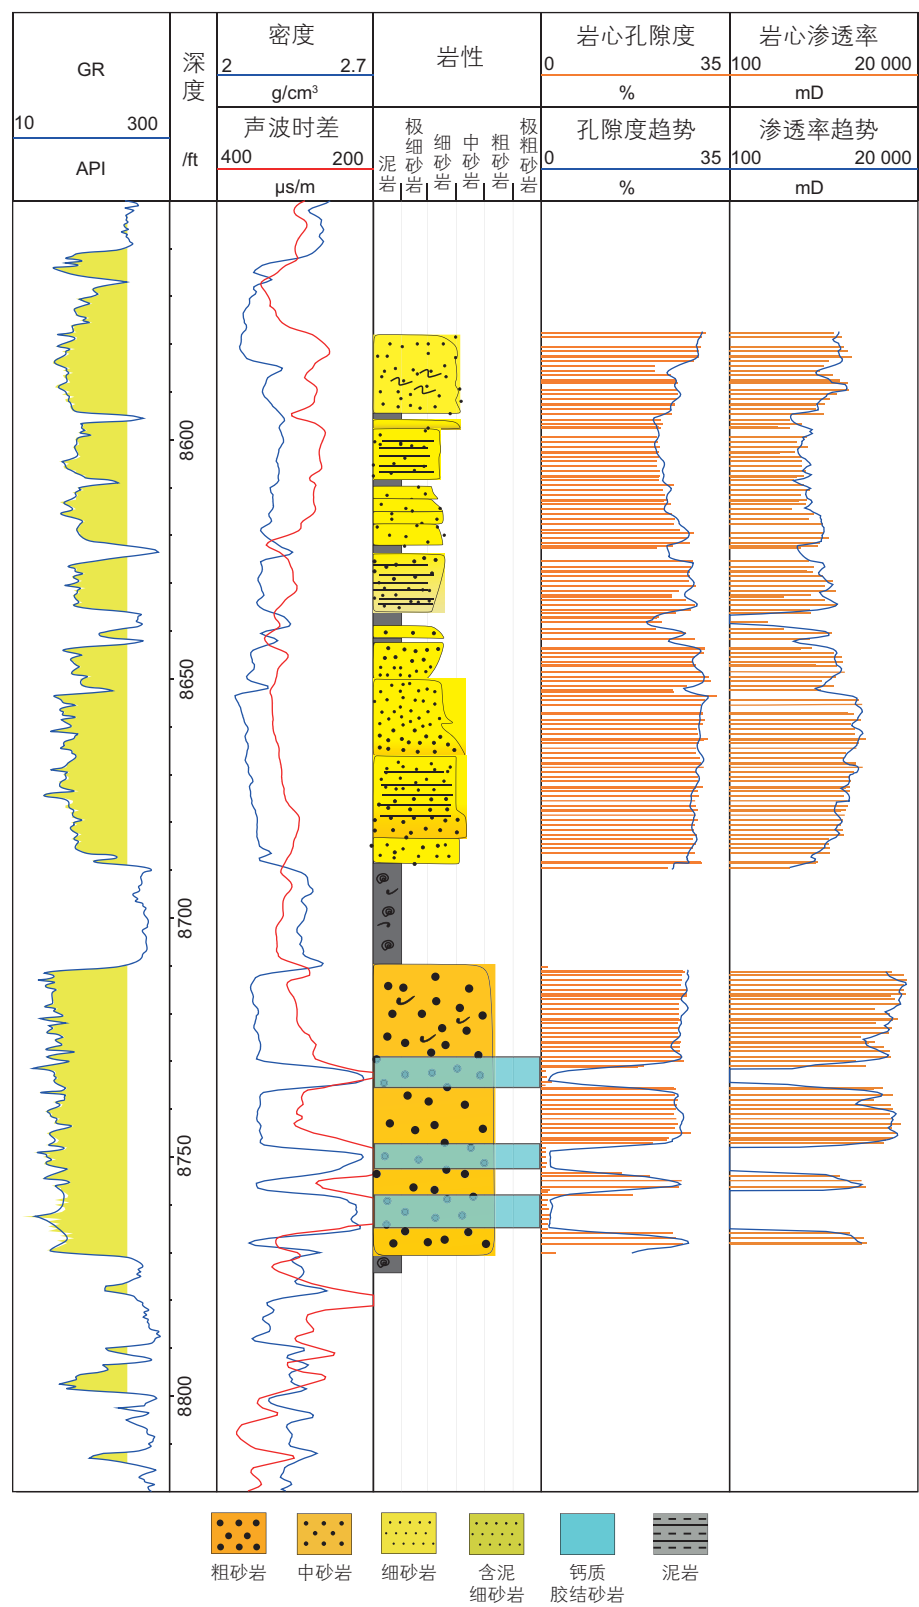 GR
10 300
API
深度
/ft
密度
2 2.7
g/cm³
声波时差
400 200
μs/m
岩性
泥岩
极细砂岩
细砂岩
中砂岩
粗砂岩
极粗砂岩
岩心孔隙度
0 35
%
孔隙度趋势
0 35
%
岩心渗透率
100 20 000
mD
渗透率趋势
100 20 000
mD
8600
8650
8700
8750
8800
粗砂岩
中砂岩
细砂岩
含泥
细砂岩
钙质
胶结砂岩
泥岩